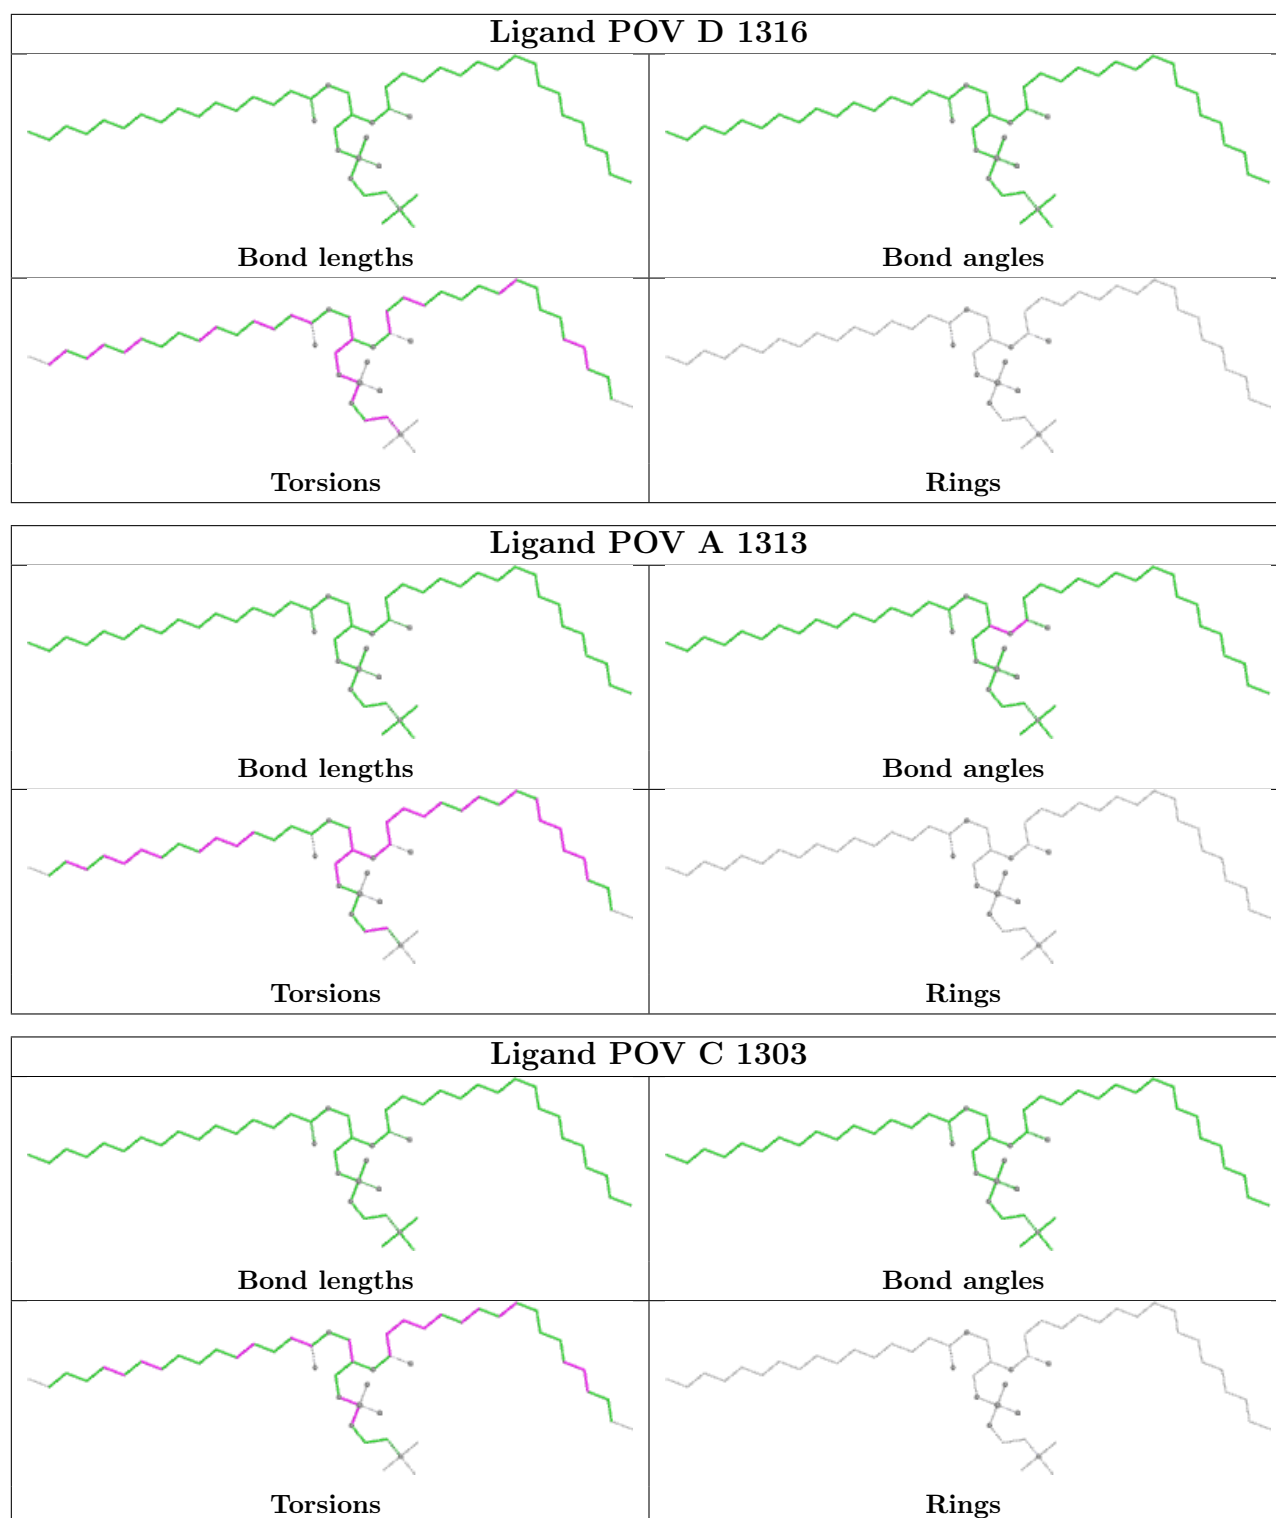 Ligand POV D 1316
Bond lengths
Bond angles
Torsions
Rings
Ligand POV A 1313
Bond lengths
Bond angles
Torsions
Rings
Ligand POV C 1303
Bond lengths
Bond angles
Torsions
Rings